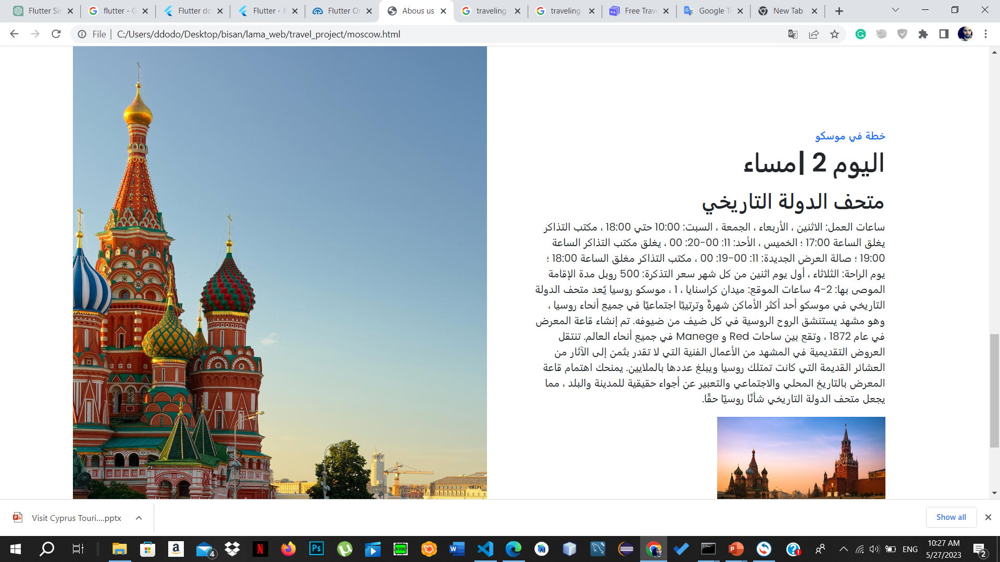 Flutter Sir
flutter - G
Flutter do
Flutter - B
Flutter O
Abous us
traveling
traveling
Free Trave
Google Tr
New Tab
File
C:/Users/ddodo/Desktop/bisan/lama_web/travel_project/moscow.html
خطة في موسكو
اليوم 2 |مساء
متحف الدولة التاريخي
ساعات العمل: الاثنين ، الأربعاء ، الجمعة ، السبت: 10:00 حتي 18:00 ، مكتب التذاكر
يغلق الساعة 17:00 ؛ الخميس ، الأحد: 11: 00-20: 00 ، يغلق مكتب التذاكر الساعة
19:00 ؛ صالة العرض الجديدة: 11: 00-19: 00 ، مكتب التذاكر مغلق الساعة 18:00 ؛
يوم الراحة: الثلاثاء ، أول يوم اثنين من كل شهر سعر التذكرة: 500 روبل مدة الإقامة
الموصى بها: 2-4 ساعات الموقع: ميدان كراسنايا ، 1 ، موسكو روسيا يُعد متحف الدولة
التاريخي في موسكو أحد أكثر الأماكن شهرةً وترتيبًا اجتماعيًا في جميع أنحاء روسيا ،
وهو مشهد يستنشق الروح الروسية في كل ضيف من ضيوفه. تم إنشاء قاعة المعرض
في عام 1872 ، وتقع بين ساحات Red و Manege في جميع أنحاء العالم. تنتقل
العروض التقديمية في المشهد من الأعمال الفنية التي لا تقدر بثمن إلى الآثار من
العشائر القديمة التي كانت تمتلك روسيا ويبلغ عددها بالملايين. يمنحك اهتمام قاعة
المعرض بالتاريخ المحلي والاجتماعي والتعبير عن أجواء حقيقية للمدينة والبلد ، مما
يجعل متحف الدولة التاريخي شأنًا روسيًا حقًا.
Visit Cyprus Touri....pptx
Show all
4
ENG
10:27 AM
5/27/2023
2